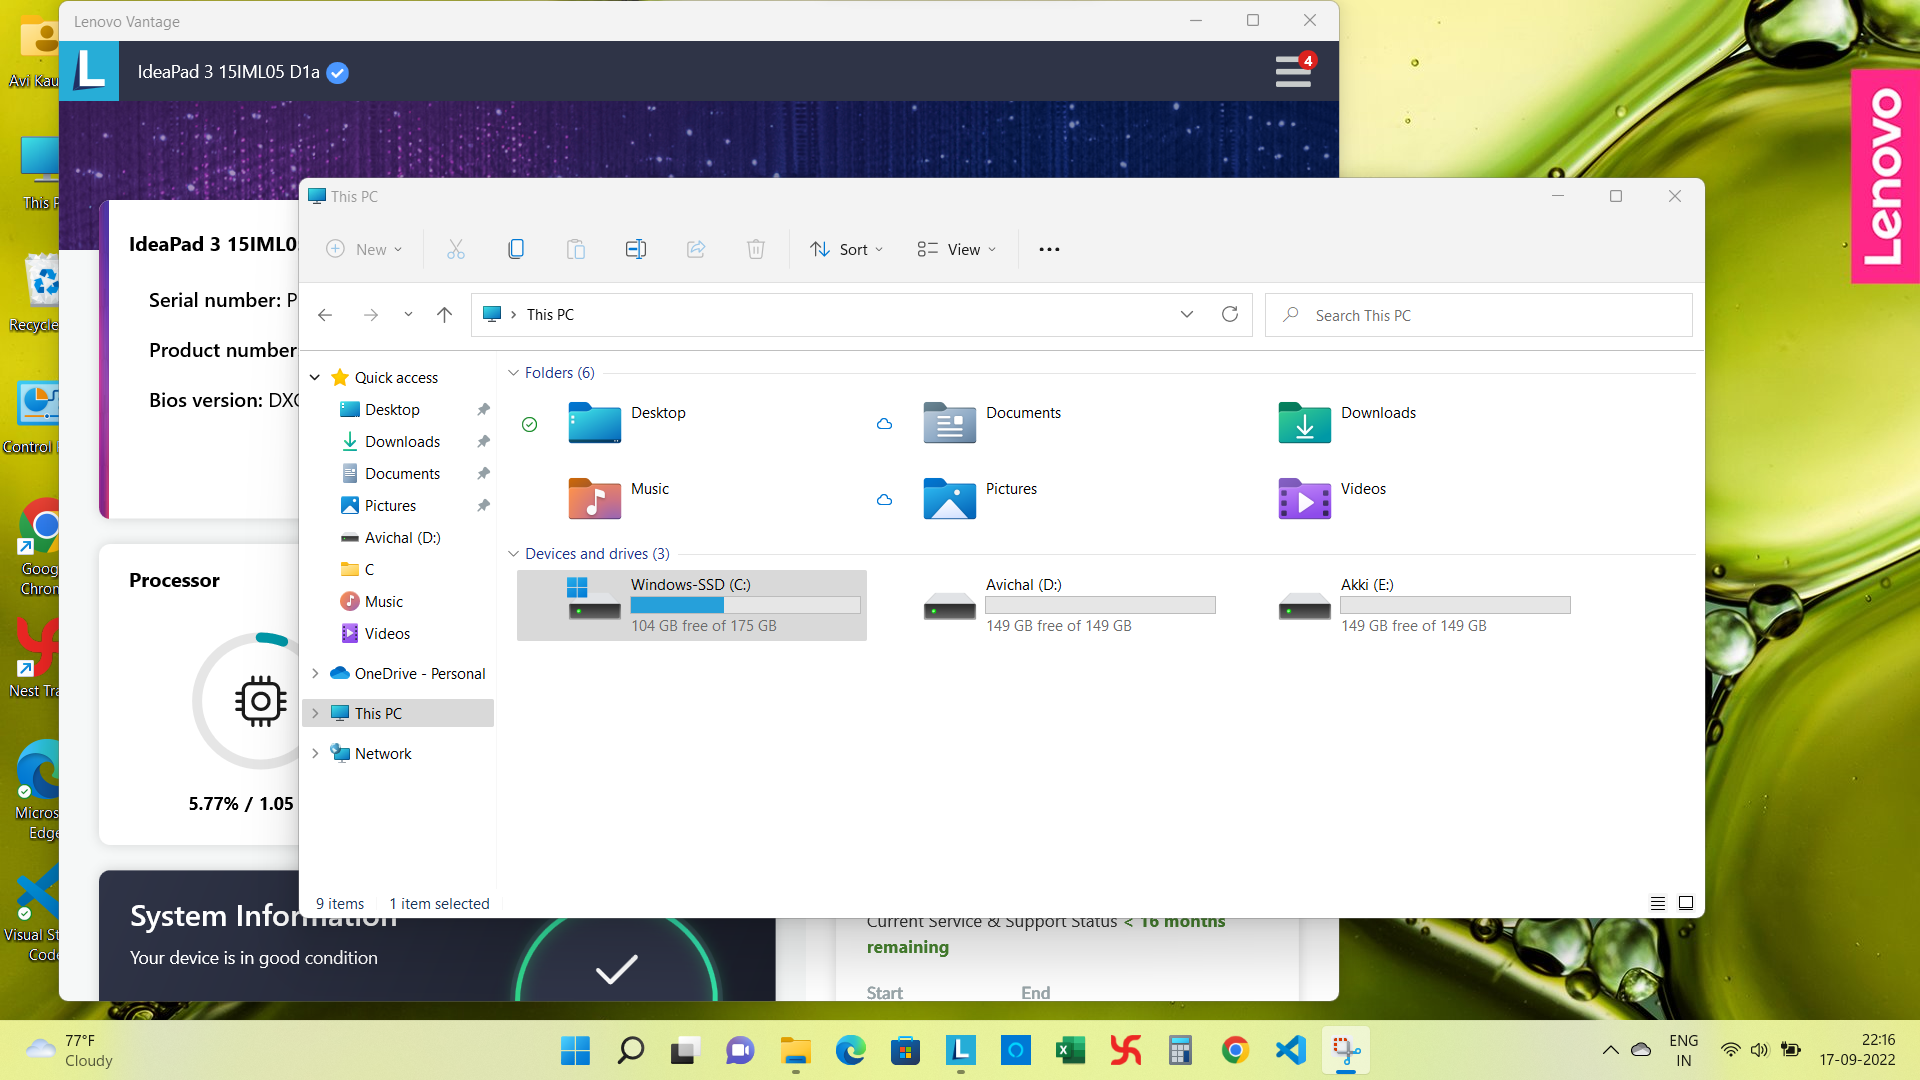 Lenovo Vantage
L
IdeaPad 3 15IML05 D1a
4
Lenovo
Avi Kau
This P
Recycle
Control
Goog
Chron
Nest Tra
Micros
Edge
Visual St
Code
IdeaPad 3 15IML0
Serial number: P
Product number
Bios version: DXC
Processor
5.77% / 1.05
System Information
Your device is in good condition
Current Service & Support Status < 16 months
remaining
Start End
This PC
New
Sort
View
This PC
Search This PC
Quick access
Desktop
Downloads
Documents
Pictures
Avichal (D:)
C
Music
Videos
OneDrive - Personal
This PC
Network
Folders (6)
Desktop
Documents
Downloads
Music
Pictures
Videos
Devices and drives (3)
Windows-SSD (C:)
104 GB free of 175 GB
Avichal (D:)
149 GB free of 149 GB
Akki (E:)
149 GB free of 149 GB
9 items 1 item selected
77°F
Cloudy
L
ENG
IN
22:16
17-09-2022